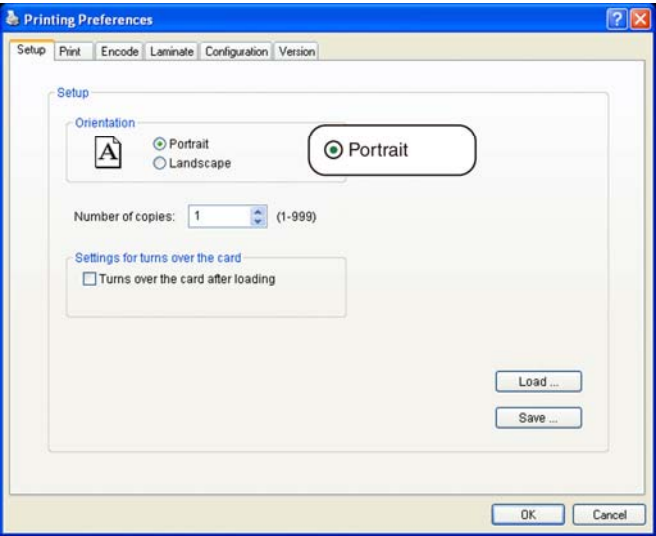 Printing Preferences
Setup Print Encode Laminate Configuration Version
Setup
Orientation
A
Portrait
Landscape
Portrait
Number of copies: 1 (1-999)
Settings for turns over the card
Turns over the card after loading
Load ...
Save ...
OK Cancel